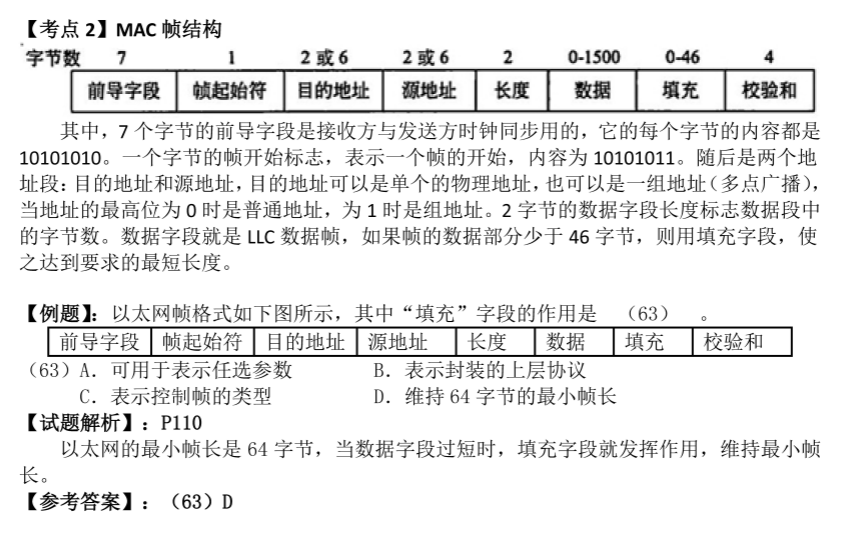 【考点 2】MAC 帧结构
字节数 7 1 2 或 6 2 或 6 2 0-1500 0-46 4
前导字段 帧起始符 目的地址 源地址 长度 数据 填充 校验和
其中，7 个字节的前导字段是接收方与发送方时钟同步用的，它的每个字节的内容都是
10101010。一个字节的帧开始标志，表示一个帧的开始，内容为 10101011。随后是两个地
址段：目的地址和源地址，目的地址可以是单个的物理地址，也可以是一组地址（多点广播），
当地址的最高位为 0 时是普通地址，为 1 时是组地址。2 字节的数据字段长度标志数据段中
的字节数。数据字段就是 LLC 数据帧，如果帧的数据部分少于 46 字节，则用填充字段，使
之达到要求的最短长度。
【例题】：以太网帧格式如下图所示，其中“填充”字段的作用是 （63） 。
前导字段 帧起始符 目的地址 源地址 长度 数据 填充 校验和
（63）A．可用于表示任选参数 B．表示封装的上层协议
C．表示控制帧的类型 D．维持 64 字节的最小帧长
【试题解析】：P110
以太网的最小帧长是 64 字节，当数据字段过短时，填充字段就发挥作用，维持最小帧
长。
【参考答案】：（63）D